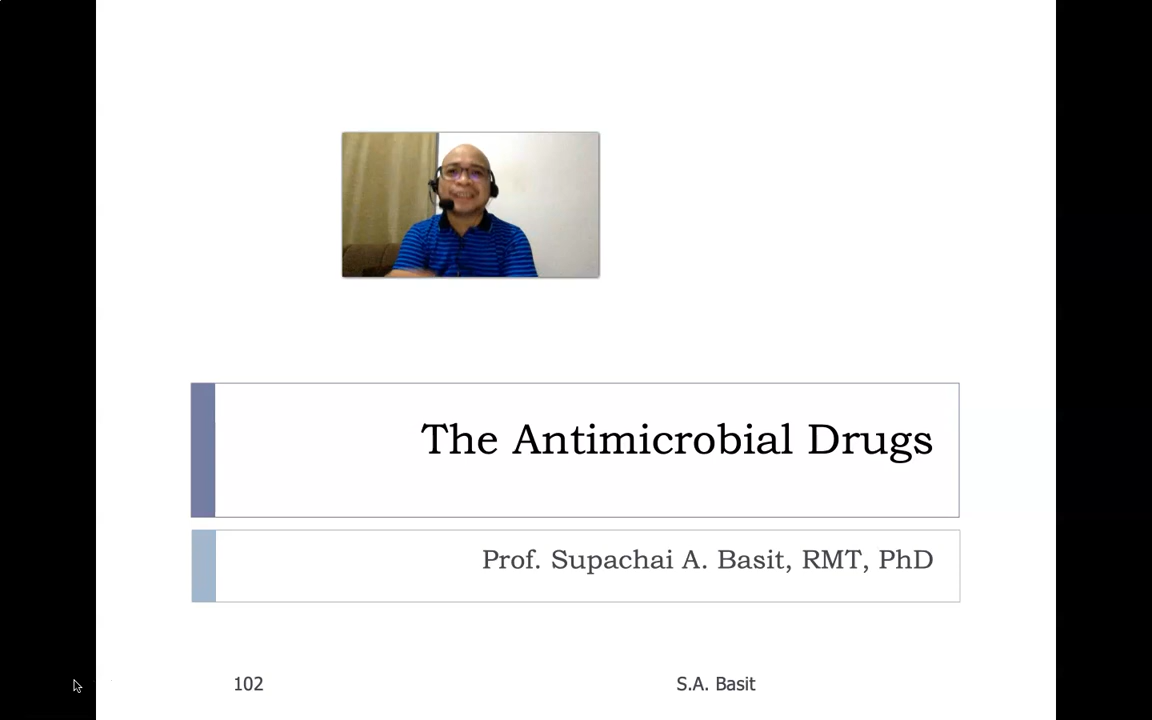 The Antimicrobial Drugs
Prof. Supachai A. Basit, RMT, PhD
102
S.A. Basit